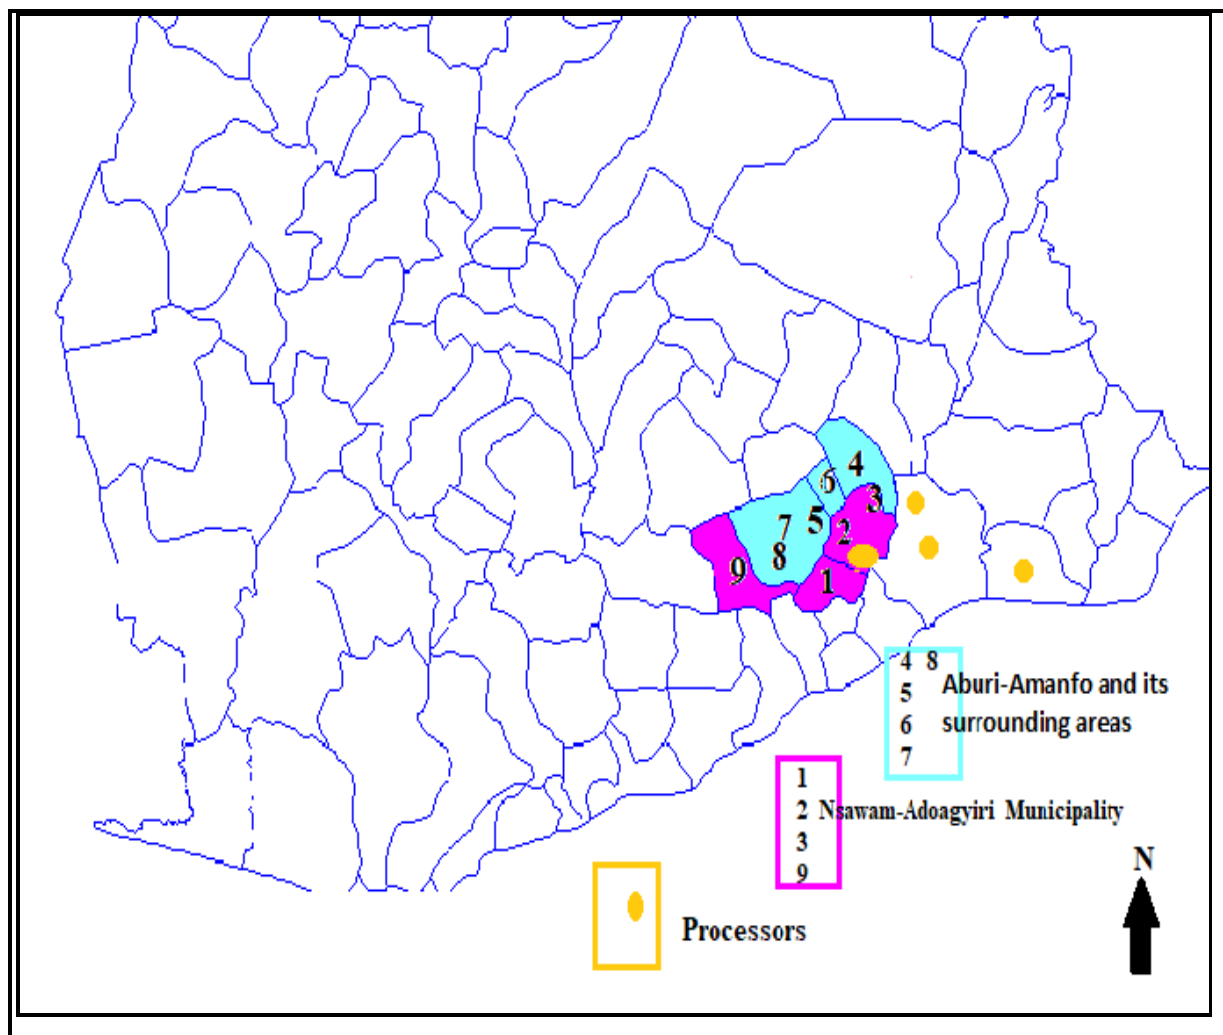 4
6
3
5
7
2
8
9
1
4 8
5 Aburi-Amanfo and its
6 surrounding areas
7
1
2 Nsawam-Adoagyiri Municipality
3
9
N
Processors